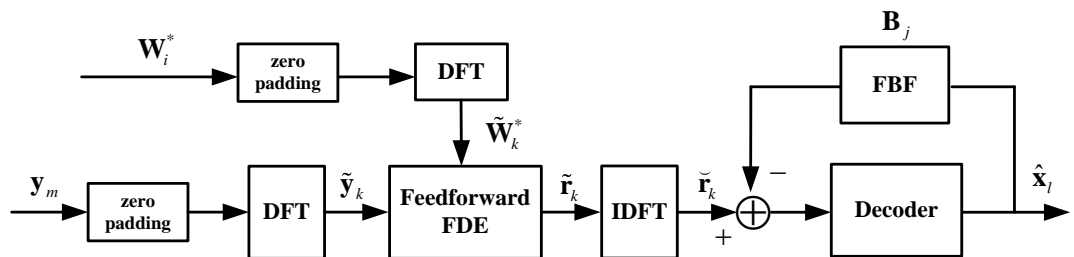 B_j
W_i^*
zero
padding
DFT
FBF
W̃_k^*
y_m
zero
padding
DFT
ỹ_k
Feedforward
FDE
r̃_k
IDFT
r̆_k
+
−
Decoder
x̂_l